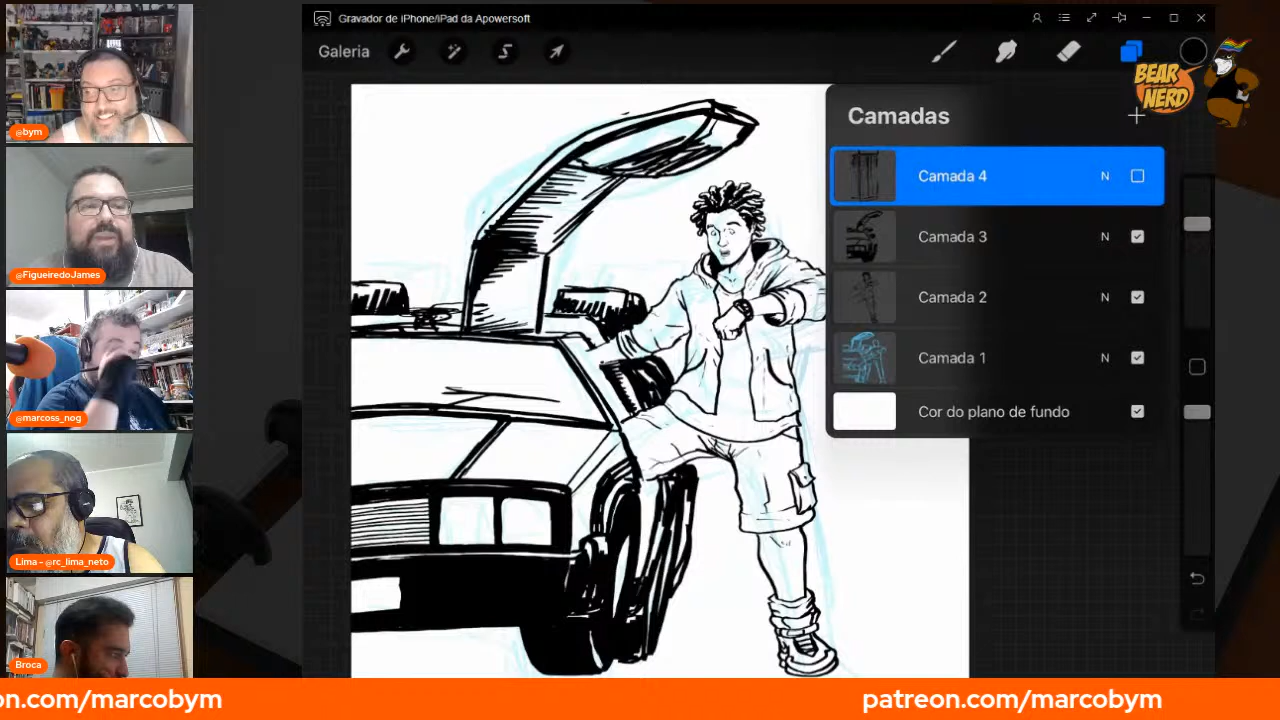 Gravador de iPhone/iPad da Apowersoft
Galeria
BEAR
NERD
Camadas
Camada 4 N
Camada 3 N
Camada 2 N
Camada 1 N
Cor do plano de fundo
@bym
@FigueiredoJames
@marcoss_nog
Lima - @rc_lima_neto
Broca
on.com/marcobym
patreon.com/marcobym